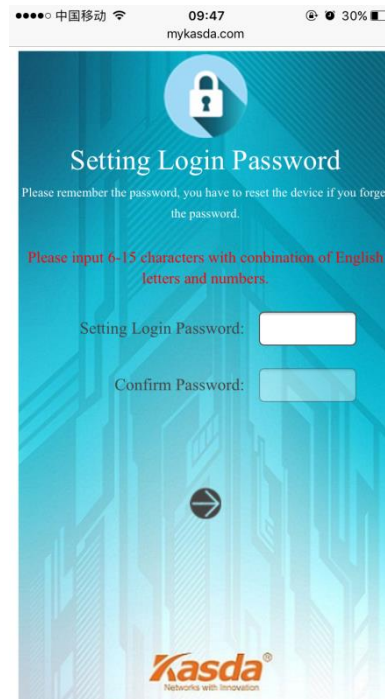 中国移动 09:47 30%
mykasda.com
Setting Login Password
Please remember the password, you have to reset the device if you forge
the password.
Please input 6-15 characters with conbination of English
letters and numbers.
Setting Login Password:
Confirm Password:
Kasda®
Networks with Innovation